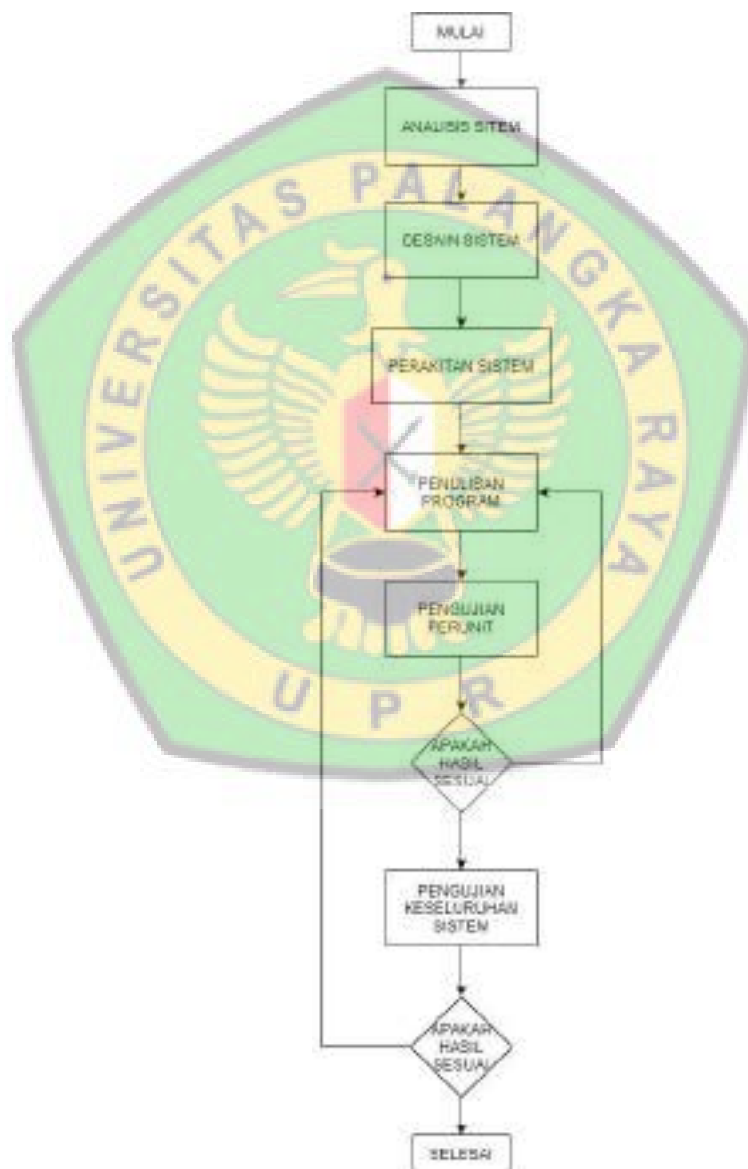 MULAI
ANALISIS SITEM
UNIVERSITAS PALANGKA RAYA
DESAIN SISTEM
PERAKITAN SISTEM
PENULISAN
PROGRAM
PENGUJIAN
PERUNIT
UPR
APAKAH
HASIL
SESUAI
PENGUJIAN
KESELURUHAN
SISTEM
APAKAH
HASIL
SESUAI
SELESAI